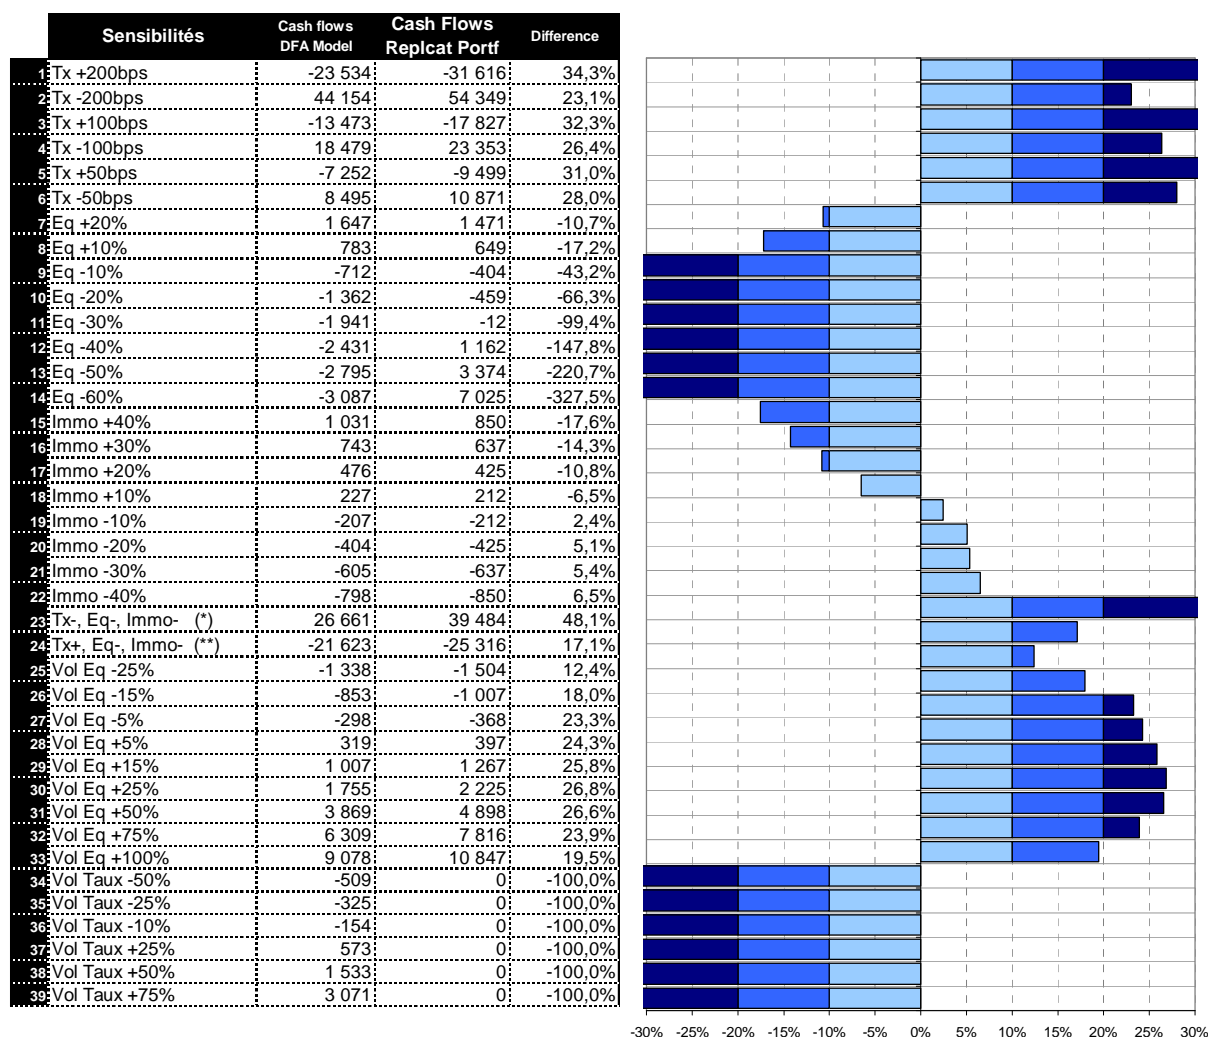 Sensibilités Cash flows DFA Model Cash Flows Replcat Portf Difference
1 Tx +200bps -23 534 -31 616 34,3%
2 Tx -200bps 44 154 54 349 23,1%
3 Tx +100bps -13 473 -17 827 32,3%
4 Tx -100bps 18 479 23 353 26,4%
5 Tx +50bps -7 252 -9 499 31,0%
6 Tx -50bps 8 495 10 871 28,0%
7 Eq +20% 1 647 1 471 -10,7%
8 Eq +10% 783 649 -17,2%
9 Eq -10% -712 -404 -43,2%
10 Eq -20% -1 362 -459 -66,3%
11 Eq -30% -1 941 -12 -99,4%
12 Eq -40% -2 431 1 162 -147,8%
13 Eq -50% -2 795 3 374 -220,7%
14 Eq -60% -3 087 7 025 -327,5%
15 Immo +40% 1 031 850 -17,6%
16 Immo +30% 743 637 -14,3%
17 Immo +20% 476 425 -10,8%
18 Immo +10% 227 212 -6,5%
19 Immo -10% -207 -212 2,4%
20 Immo -20% -404 -425 5,1%
21 Immo -30% -605 -637 5,4%
22 Immo -40% -798 -850 6,5%
23 Tx-, Eq-, Immo- (*) 26 661 39 484 48,1%
24 Tx+, Eq-, Immo- (**) -21 623 -25 316 17,1%
25 Vol Eq -25% -1 338 -1 504 12,4%
26 Vol Eq -15% -853 -1 007 18,0%
27 Vol Eq -5% -298 -368 23,3%
28 Vol Eq +5% 319 397 24,3%
29 Vol Eq +15% 1 007 1 267 25,8%
30 Vol Eq +25% 1 755 2 225 26,8%
31 Vol Eq +50% 3 869 4 898 26,6%
32 Vol Eq +75% 6 309 7 816 23,9%
33 Vol Eq +100% 9 078 10 847 19,5%
34 Vol Taux -50% -509 0 -100,0%
35 Vol Taux -25% -325 0 -100,0%
36 Vol Taux -10% -154 0 -100,0%
37 Vol Taux +25% 573 0 -100,0%
38 Vol Taux +50% 1 533 0 -100,0%
39 Vol Taux +75% 3 071 0 -100,0%
-30% -25% -20% -15% -10% -5% 0% 5% 10% 15% 20% 25% 30%